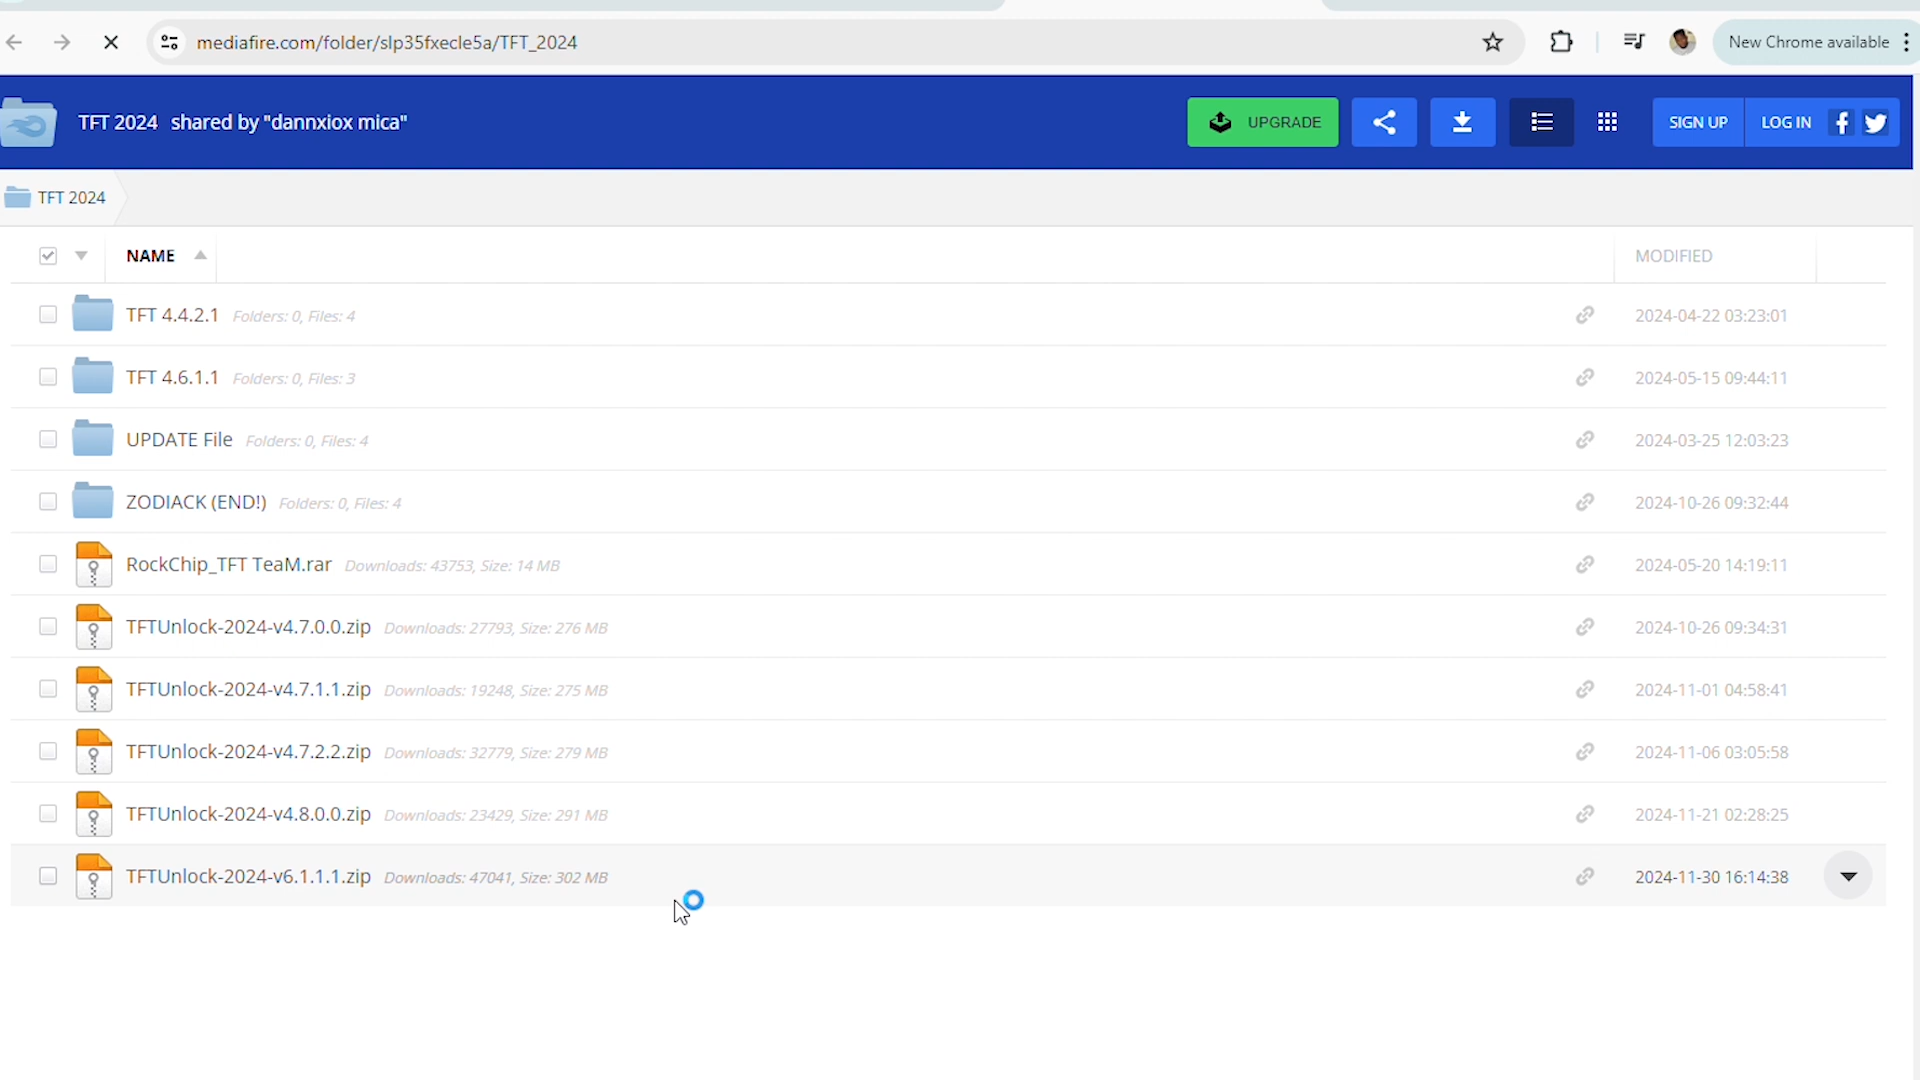 mediafire.com/folder/slp35fxecle5a/TFT_2024
New Chrome available
TFT 2024 shared by "dannxiox mica"
UPGRADE
SIGN UP
LOG IN
TFT 2024
NAME
MODIFIED
TFT 4.4.2.1 Folders: 0, Files: 4 2024-04-22 03:23:01
TFT 4.6.1.1 Folders: 0, Files: 3 2024-05-15 09:44:11
UPDATE File Folders: 0, Files: 4 2024-03-25 12:03:23
ZODIACK (END!) Folders: 0, Files: 4 2024-10-26 09:32:44
RockChip_TFT TeaM.rar Downloads: 43753, Size: 14 MB 2024-05-20 14:19:11
TFTUnlock-2024-v4.7.0.0.zip Downloads: 27793, Size: 276 MB 2024-10-26 09:34:31
TFTUnlock-2024-v4.7.1.1.zip Downloads: 19248, Size: 275 MB 2024-11-01 04:58:41
TFTUnlock-2024-v4.7.2.2.zip Downloads: 32779, Size: 279 MB 2024-11-06 03:05:58
TFTUnlock-2024-v4.8.0.0.zip Downloads: 23429, Size: 291 MB 2024-11-21 02:28:25
TFTUnlock-2024-v6.1.1.1.zip Downloads: 47041, Size: 302 MB 2024-11-30 16:14:38